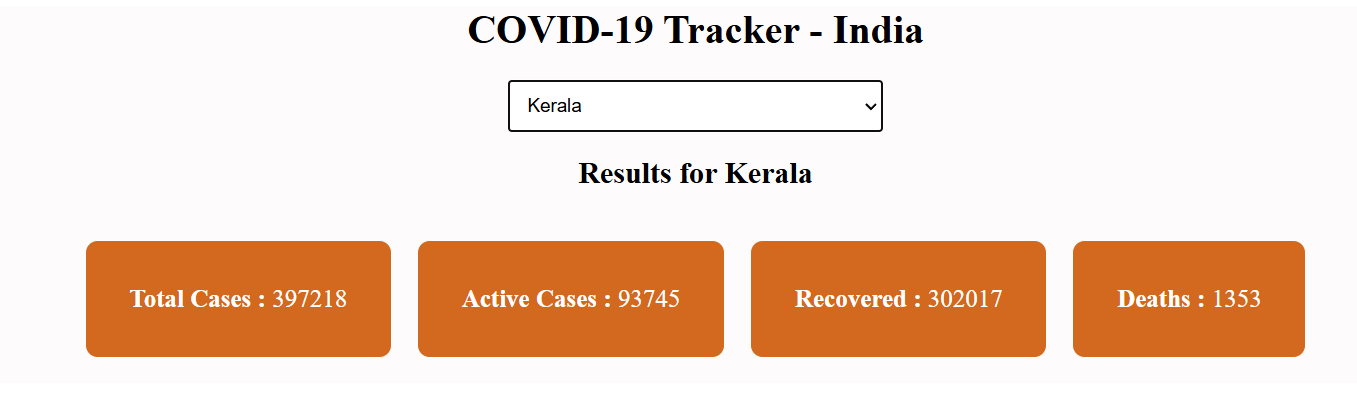 COVID-19 Tracker - India
Kerala
Results for Kerala
Total Cases : 397218
Active Cases : 93745
Recovered : 302017
Deaths : 1353